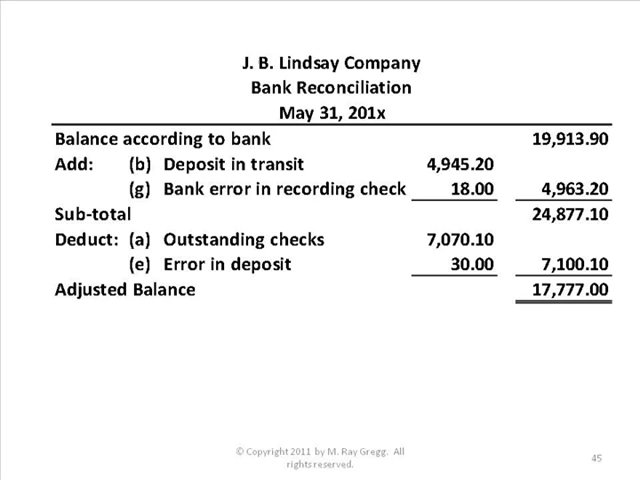 J. B. Lindsay Company
Bank Reconciliation
May 31, 201x
Balance according to bank 19,913.90
Add: (b) Deposit in transit 4,945.20
(g) Bank error in recording check 18.00 4,963.20
Sub-total 24,877.10
Deduct: (a) Outstanding checks 7,070.10
(e) Error in deposit 30.00 7,100.10
Adjusted Balance 17,777.00
© Copyright 2011 by M. Ray Gregg. All
rights reserved.
45